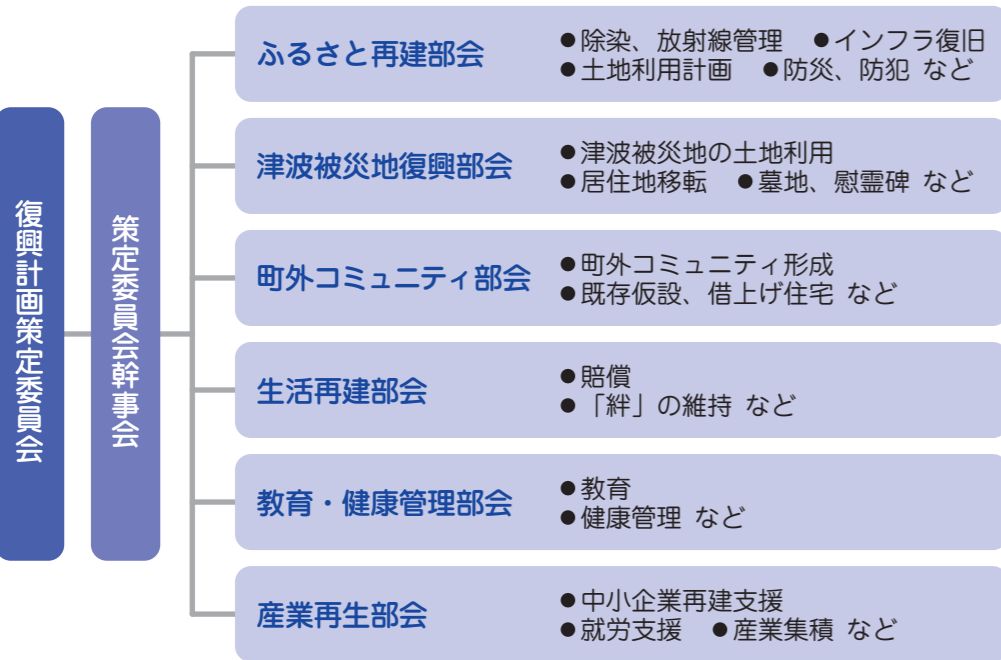 復興計画策定委員会
策定委員会幹事会
ふるさと再建部会
●除染、放射線管理 ●インフラ復旧
●土地利用計画 ●防災、防犯 など
津波被災地復興部会
●津波被災地の土地利用
●居住地移転 ●墓地、慰霊碑 など
町外コミュニティ部会
●町外コミュニティ形成
●既存仮設、借上げ住宅 など
生活再建部会
●賠償
●「絆」の維持 など
教育・健康管理部会
●教育
●健康管理 など
産業再生部会
●中小企業再建支援
●就労支援 ●産業集積 など